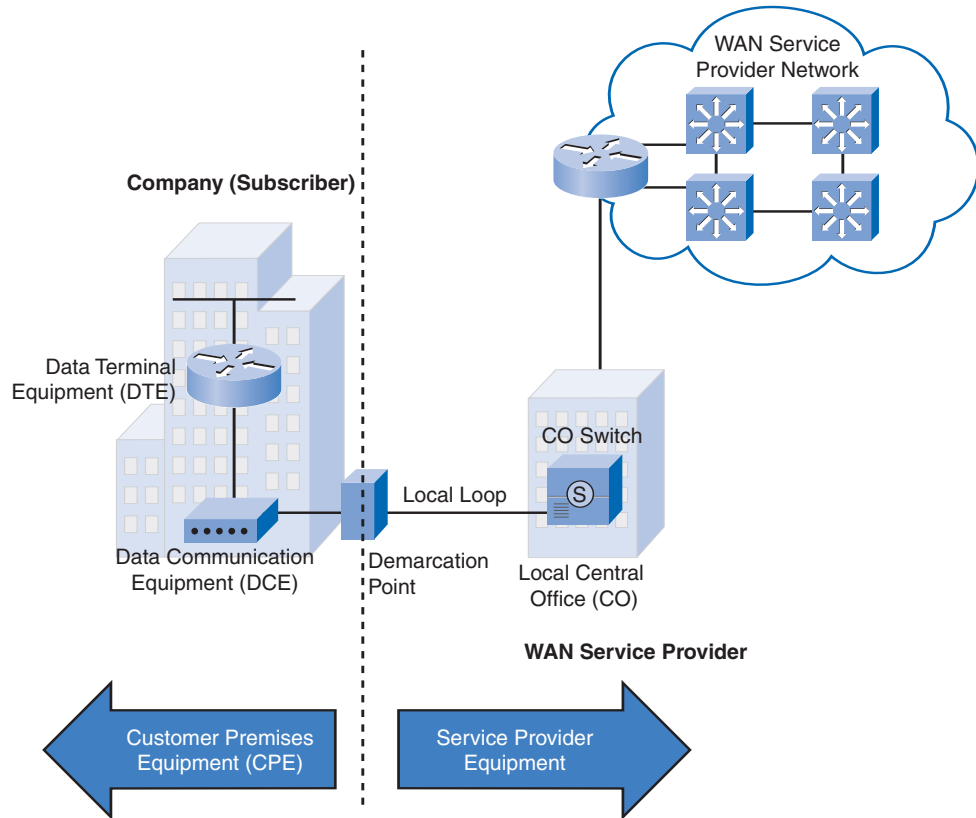 WAN Service
Provider Network
Company (Subscriber)
Data Terminal
Equipment (DTE)
CO Switch
S
Local Loop
Data Communication
Equipment (DCE)
Demarcation
Point
Local Central
Office (CO)
WAN Service Provider
Customer Premises
Equipment (CPE)
Service Provider
Equipment